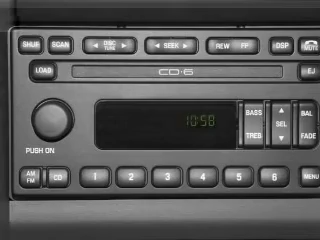 SHUF SCAN ◄ DISC TUNE ► ◄ SEEK ► REW FF DSP MUTE
LOAD CD6 EJ
10:58
BASS TREB ▲ SEL ▼ BAL FADE
PUSH ON
AM FM CD 1 2 3 4 5 6 MENU